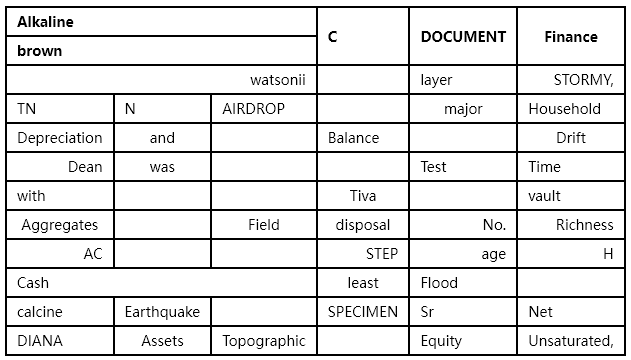 Alkaline C DOCUMENT Finance
brown
watsonii layer STORMY,
TN N AIRDROP major Household
Depreciation and Balance Drift
Dean was Test Time
with Tiva vault
Aggregates Field disposal No. Richness
AC STEP age H
Cash least Flood
calcine Earthquake SPECIMEN Sr Net
DIANA Assets Topographic Equity Unsaturated,